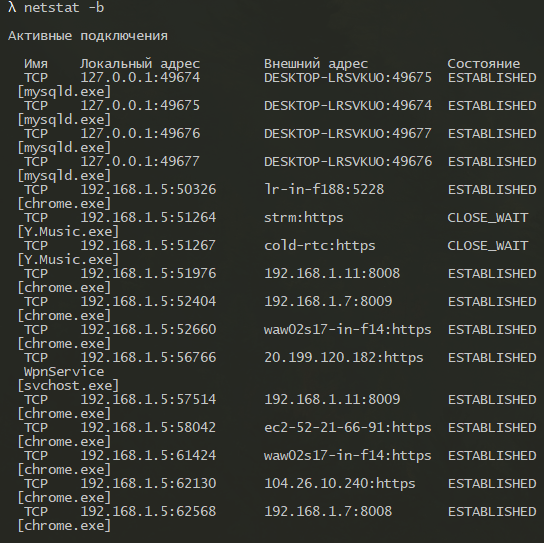 λ netstat -b
Активные подключения
Имя Локальный адрес Внешний адрес Состояние
TCP 127.0.0.1:49674 DESKTOP-LRSVKUO:49675 ESTABLISHED
[mysqld.exe]
TCP 127.0.0.1:49675 DESKTOP-LRSVKUO:49674 ESTABLISHED
[mysqld.exe]
TCP 127.0.0.1:49676 DESKTOP-LRSVKUO:49677 ESTABLISHED
[mysqld.exe]
TCP 127.0.0.1:49677 DESKTOP-LRSVKUO:49676 ESTABLISHED
[mysqld.exe]
TCP 192.168.1.5:50326 lr-in-f188:5228 ESTABLISHED
[chrome.exe]
TCP 192.168.1.5:51264 strm:https CLOSE_WAIT
[Y.Music.exe]
TCP 192.168.1.5:51267 cold-rtc:https CLOSE_WAIT
[Y.Music.exe]
TCP 192.168.1.5:51976 192.168.1.11:8008 ESTABLISHED
[chrome.exe]
TCP 192.168.1.5:52404 192.168.1.7:8009 ESTABLISHED
[chrome.exe]
TCP 192.168.1.5:52660 waw02s17-in-f14:https ESTABLISHED
[chrome.exe]
TCP 192.168.1.5:56766 20.199.120.182:https ESTABLISHED
WpnService
[svchost.exe]
TCP 192.168.1.5:57514 192.168.1.11:8009 ESTABLISHED
[chrome.exe]
TCP 192.168.1.5:58042 ec2-52-21-66-91:https ESTABLISHED
[chrome.exe]
TCP 192.168.1.5:61424 waw02s17-in-f14:https ESTABLISHED
[chrome.exe]
TCP 192.168.1.5:62130 104.26.10.240:https ESTABLISHED
[chrome.exe]
TCP 192.168.1.5:62568 192.168.1.7:8008 ESTABLISHED
[chrome.exe]